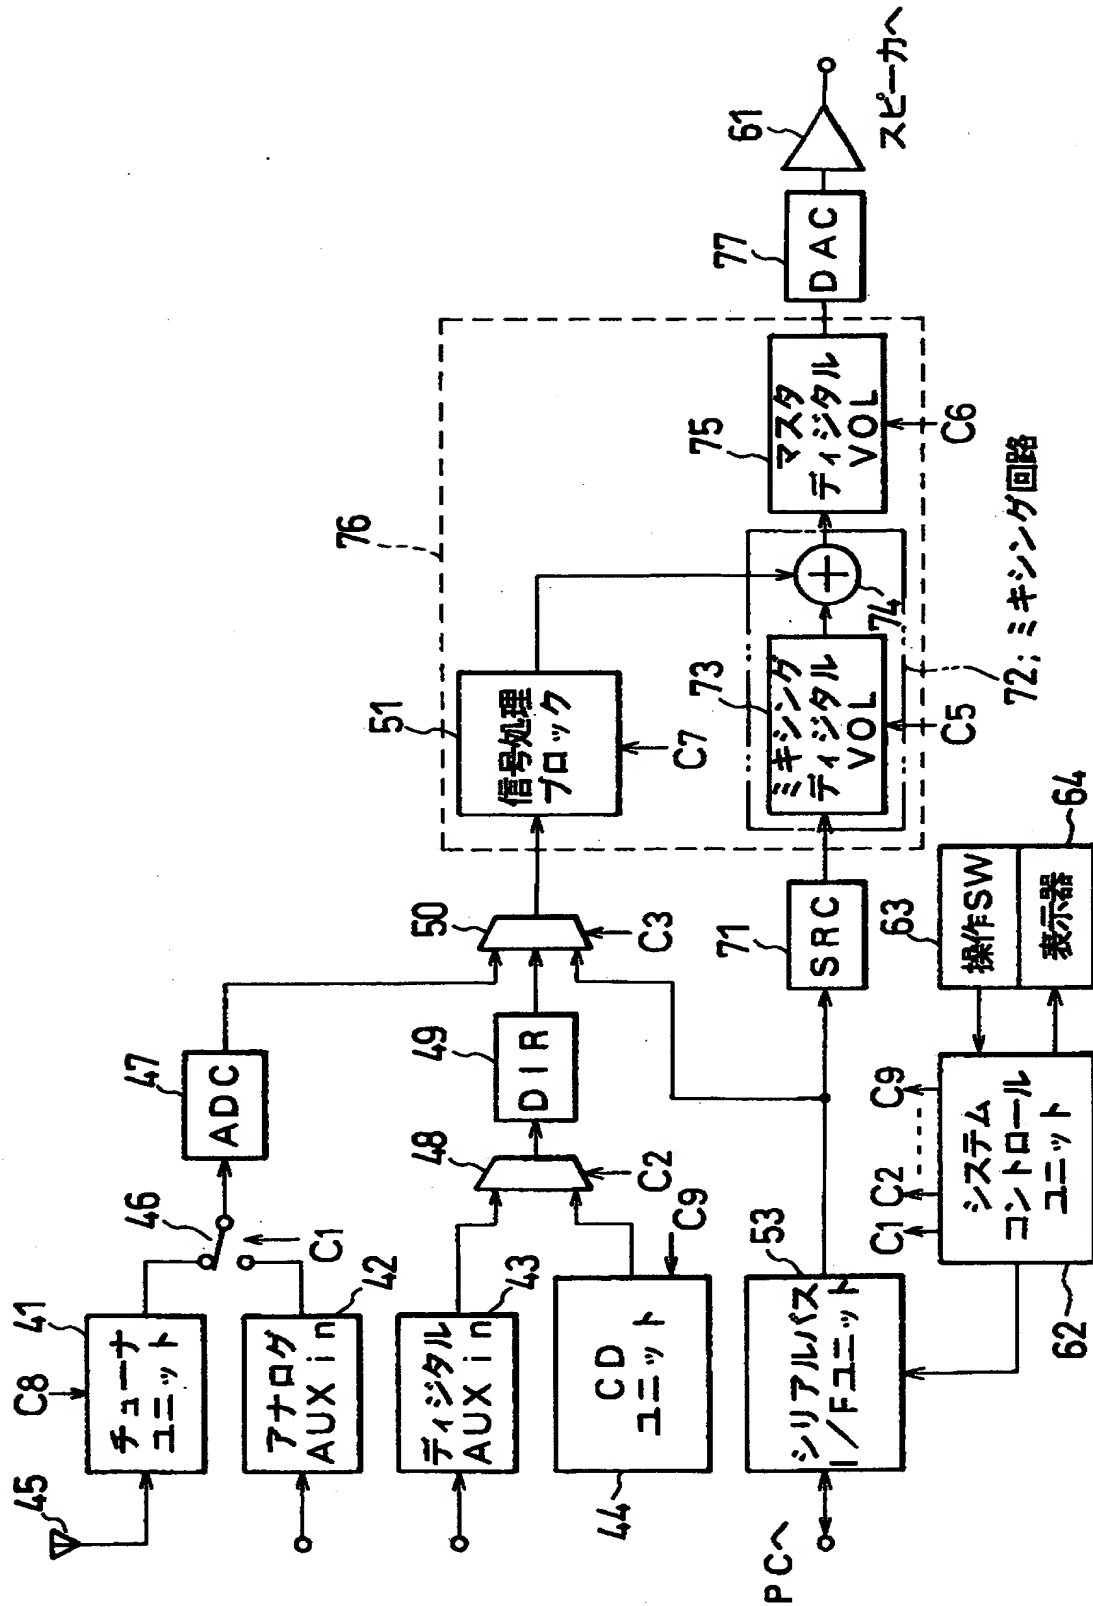 45
C8
41
チューナ
ユニット
46
C1
47
ADC
42
アナログ
AUXin
43
ディジタル
AUXin
44
CD
ユニット
C9
48
C2
49
DIR
50
C3
51
信号処理
ブロック
C7
76
PCへ
53
シリアルバス
I/Fユニット
71
SRC
73
ミキシング
ディジタル
VOL
C5
74
72;ミキシング回路
75
マスタ
ディジタル
VOL
C6
77
DAC
61
スピーカへ
62
システム
コントロール
ユニット
C1
C2
C9
63
操作SW
64
表示器